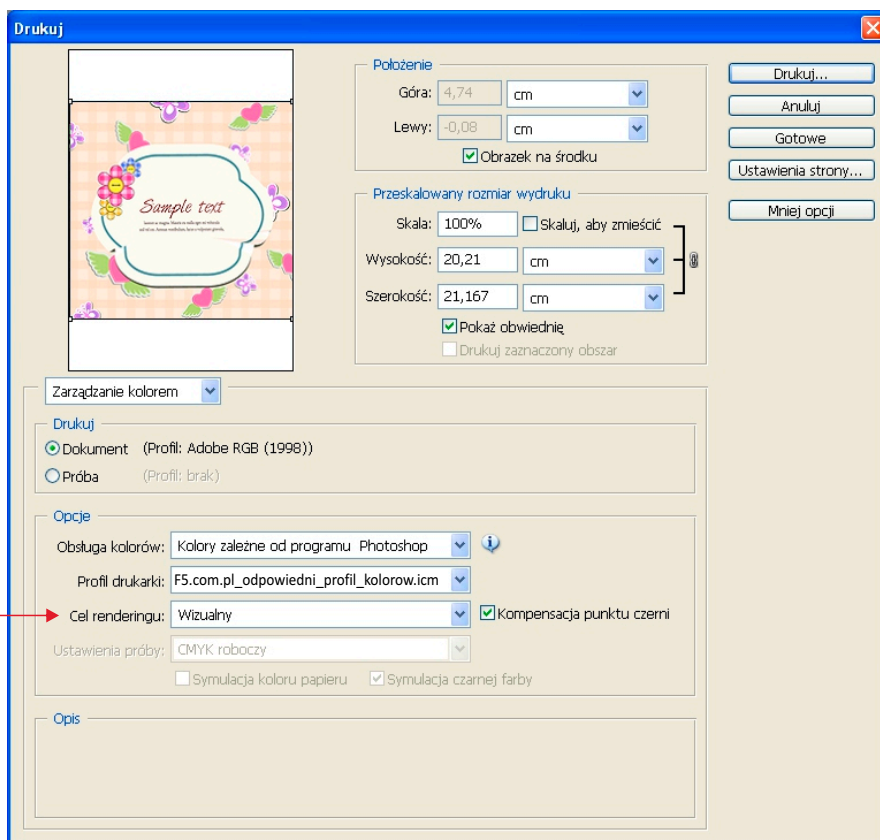 Drukuj
Położenie
Góra: 4,74 cm
Lewy: -0,08 cm
Obrazek na środku
Przeskalowany rozmiar wydruku
Skala: 100% Skaluj, aby zmieścić
Wysokość: 20,21 cm
Szerokość: 21,167 cm
Pokaż obwiednię
Drukuj zaznaczony obszar
Drukuj...
Anuluj
Gotowe
Ustawienia strony...
Mniej opcji
Sample text
Zarządzanie kolorem
Drukuj
Dokument (Profil: Adobe RGB (1998))
Próba (Profil: brak)
Opcje
Obsługa kolorów: Kolory zależne od programu Photoshop
Profil drukarki: F5.com.pl_odpowiedni_profil_kolorow.icm
Cel renderingu: Wizualny Kompensacja punktu czerni
Ustawienia próby: CMYK roboczy
Symulacja koloru papieru Symulacja czarnej farby
Opis